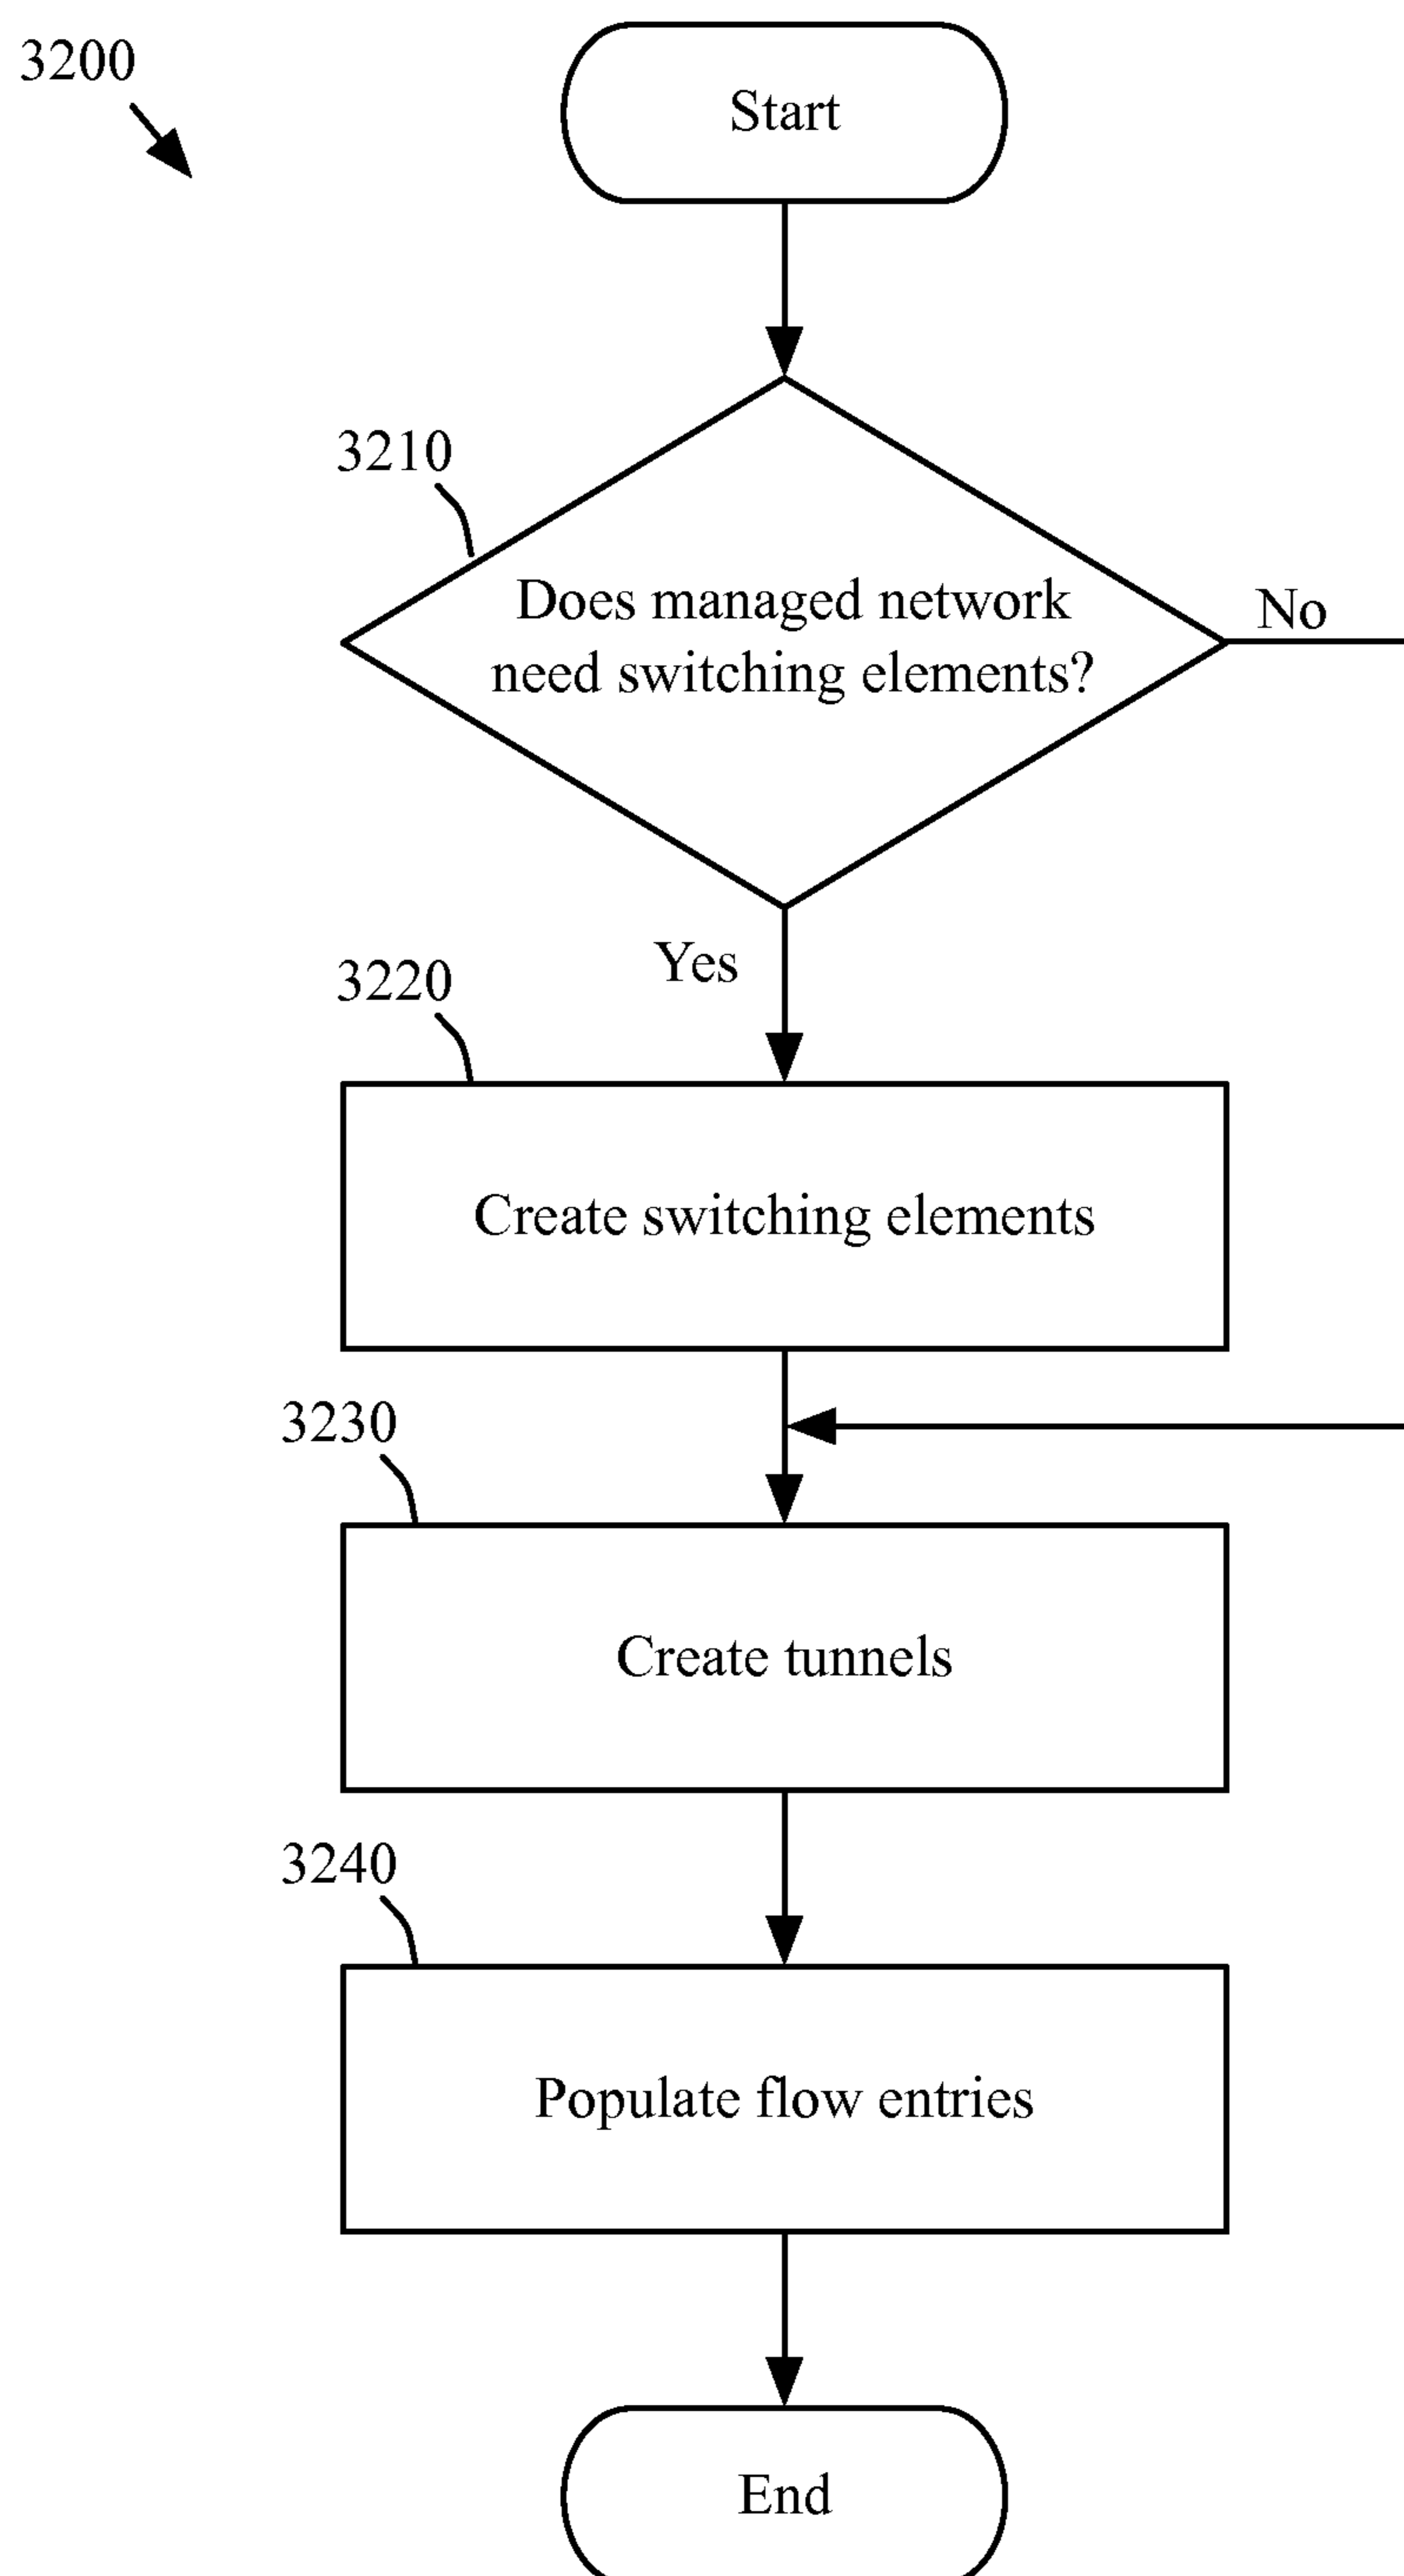 3200
Start
3210
Does managed network
need switching elements?
No
Yes
3220
Create switching elements
3230
Create tunnels
3240
Populate flow entries
End